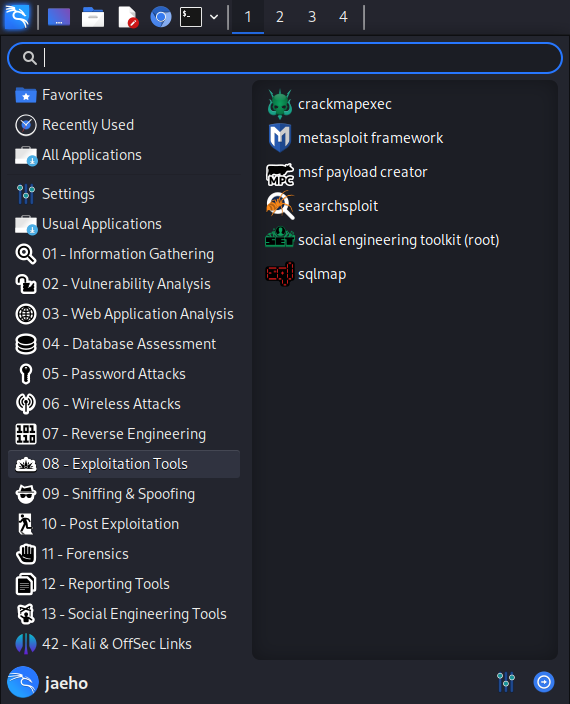 1 2 3 4
Favorites
Recently Used
All Applications
Settings
Usual Applications
01 - Information Gathering
02 - Vulnerability Analysis
03 - Web Application Analysis
04 - Database Assessment
05 - Password Attacks
06 - Wireless Attacks
07 - Reverse Engineering
08 - Exploitation Tools
09 - Sniffing & Spoofing
10 - Post Exploitation
11 - Forensics
12 - Reporting Tools
13 - Social Engineering Tools
42 - Kali & OffSec Links
crackmapexec
metasploit framework
MPC
msf payload creator
searchsploit
SET
social engineering toolkit (root)
sql
sqlmap
jaeho